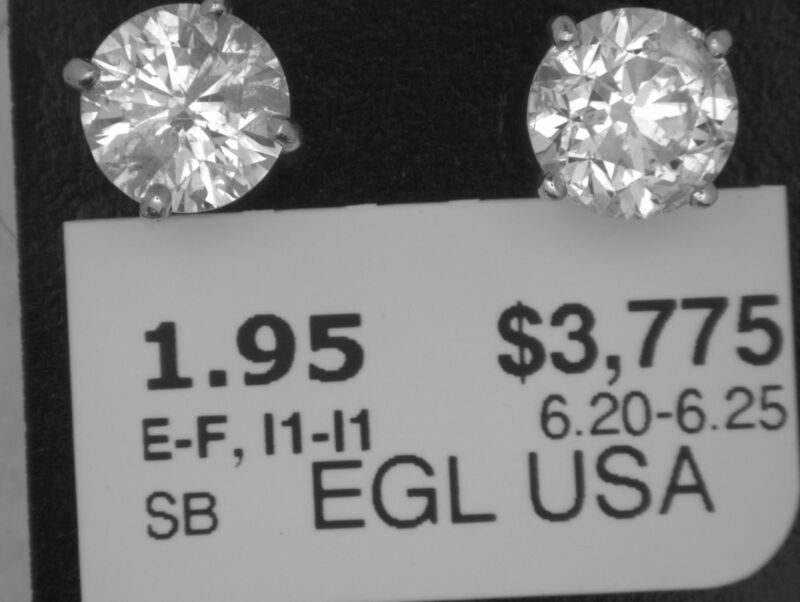 1.95 $3,775
E-F, I1-I1 6.20-6.25
SB EGL USA